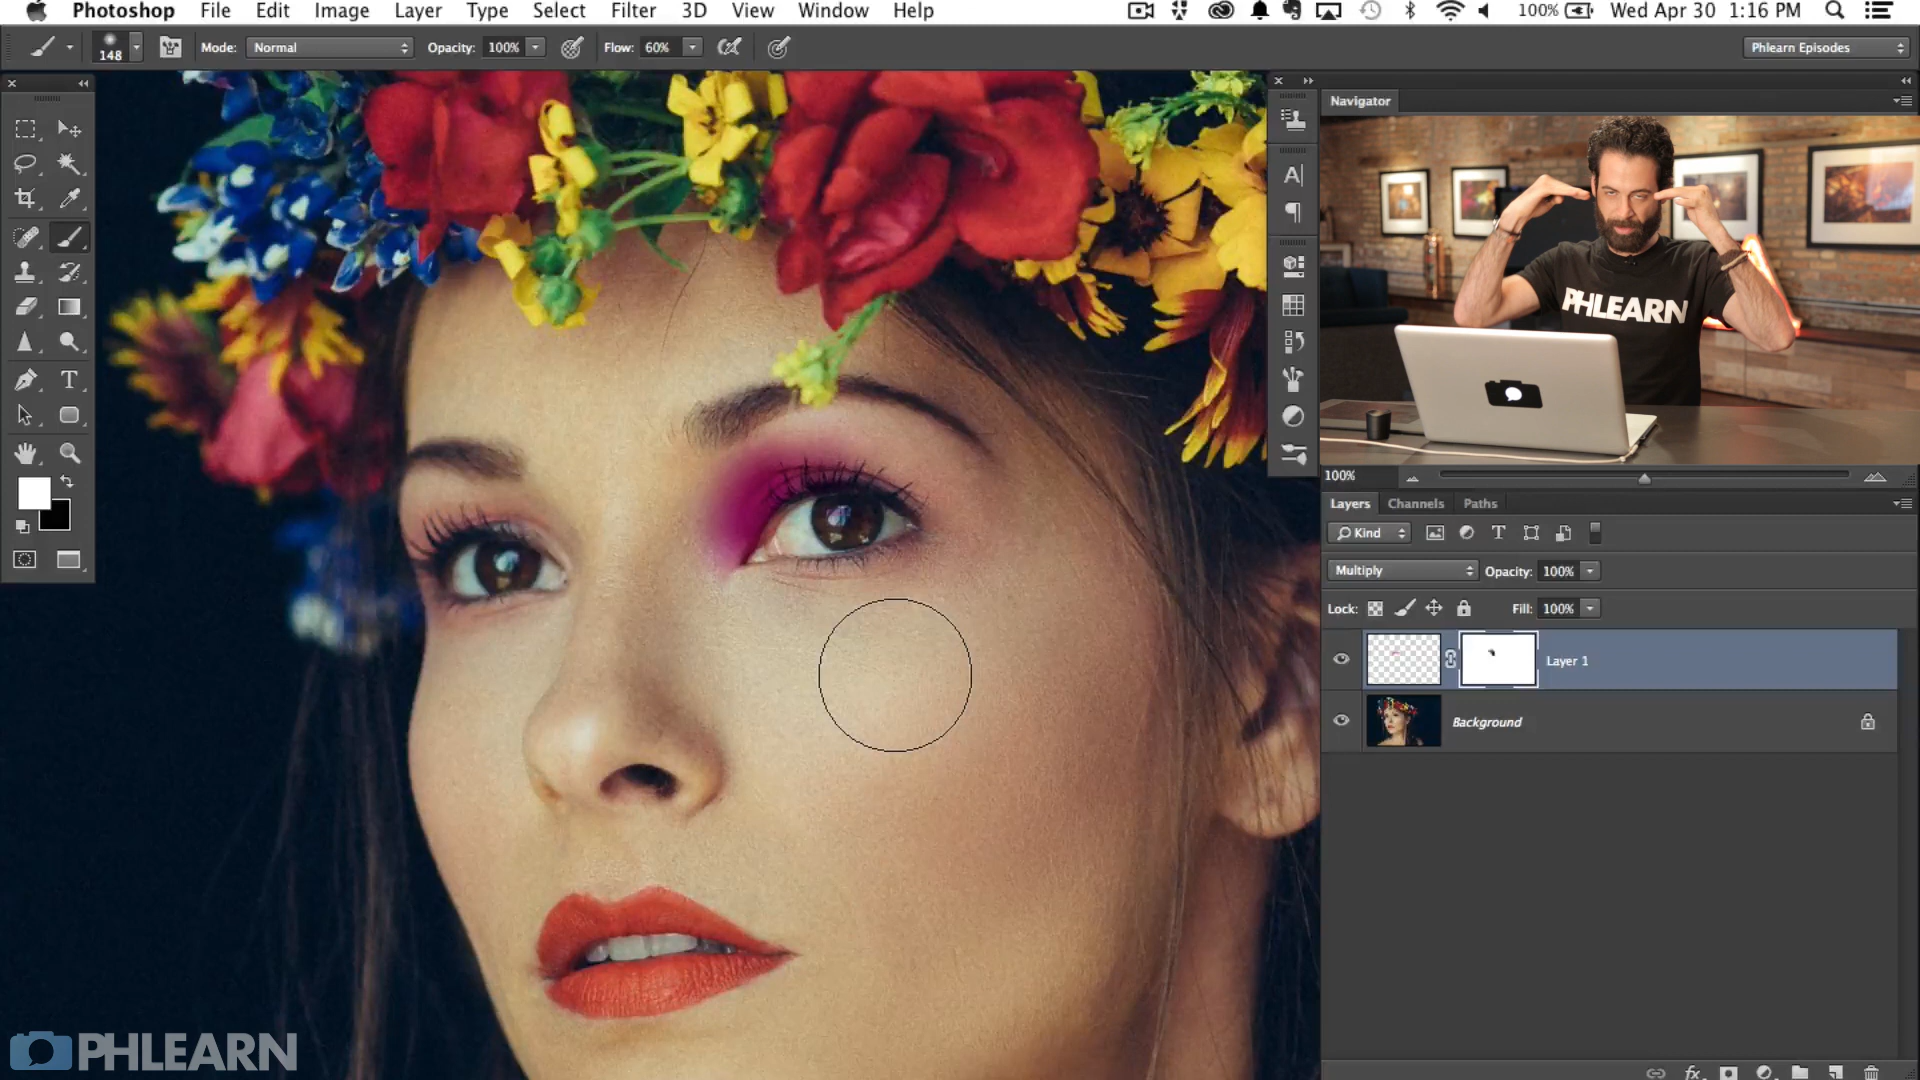 Photoshop File Edit Image Layer Type Select Filter 3D View Window Help 100% Wed Apr 30 1:16 PM
148 Mode: Normal Opacity: 100% Flow: 60% Phlearn Episodes
Navigator
A
PHLEARN
T
100%
Layers Channels Paths
Kind T
Multiply Opacity: 100%
Lock: Fill: 100%
Layer 1
Background
PHLEARN
fx